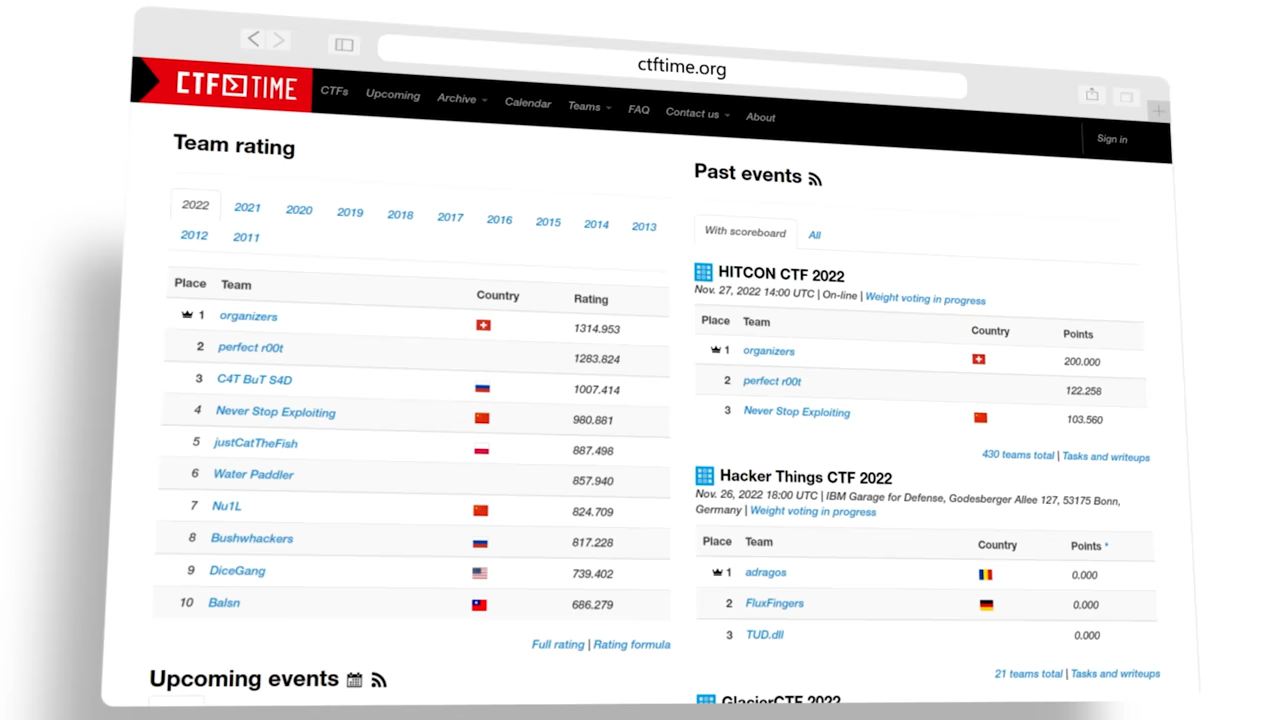 ctftime.org
CTF TIME
CTFs Upcoming Archive Calendar Teams FAQ Contact us About
Sign in
Team rating
2022 2021 2020 2019 2018 2017 2016 2015 2014 2013
2012 2011
Place Team Country Rating
1 organizers 1314.953
2 perfect r00t 1283.824
3 C4T BuT S4D 1007.414
4 Never Stop Exploiting 980.881
5 justCatTheFish 887.498
6 Water Paddler 857.940
7 Nu1L 824.709
8 Bushwhackers 817.228
9 DiceGang 739.402
10 Balsn 686.279
Full rating | Rating formula
Upcoming events
Past events
With scoreboard All
HITCON CTF 2022
Nov. 27, 2022 14:00 UTC | On-line | Weight voting in progress
Place Team Country Points
1 organizers 200.000
2 perfect r00t 122.258
3 Never Stop Exploiting 103.560
430 teams total | Tasks and writeups
Hacker Things CTF 2022
Nov. 26, 2022 18:00 UTC | IBM Garage for Defense, Godesberger Allee 127, 53175 Bonn,
Germany | Weight voting in progress
Place Team Country Points *
1 adragos 0.000
2 FluxFingers 0.000
3 TUD.dll 0.000
21 teams total | Tasks and writeups
GlacierCTF 2022